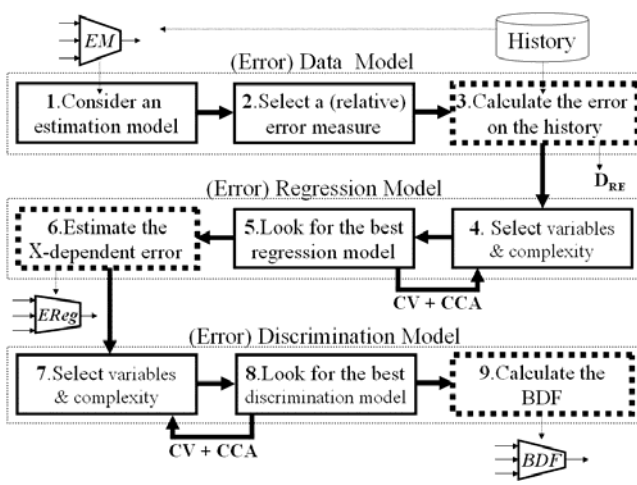 EM
History
(Error) Data Model
1.Consider an
estimation model
2.Select a (relative)
error measure
3.Calculate the error
on the history
D_RE
(Error) Regression Model
6.Estimate the
X-dependent error
5.Look for the best
regression model
4. Select variables
& complexity
CV + CCA
EReg
(Error) Discrimination Model
7.Select variables
& complexity
8.Look for the best
discrimination model
9.Calculate the
BDF
CV + CCA
BDF